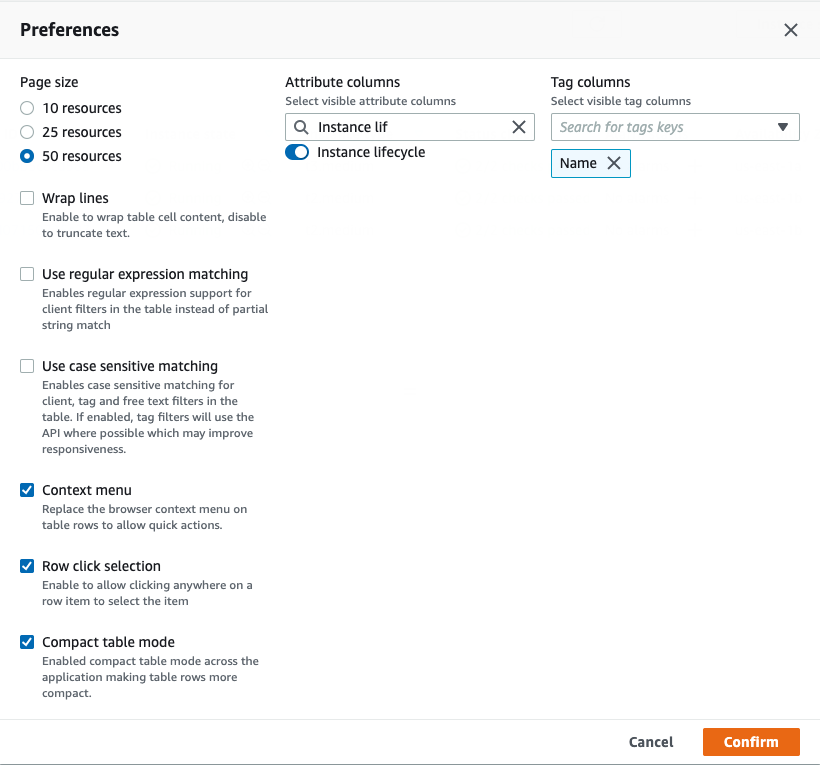 Preferences
Page size
10 resources
25 resources
50 resources
Wrap lines
Enable to wrap table cell content, disable
to truncate text.
Use regular expression matching
Enables regular expression support for
client filters in the table instead of partial
string match
Use case sensitive matching
Enables case sensitive matching for
client, tag and free text filters in the
table. If enabled, tag filters will use the
API where possible which may improve
responsiveness.
Context menu
Replace the browser context menu on
table rows to allow quick actions.
Row click selection
Enable to allow clicking anywhere on a
row item to select the item
Compact table mode
Enabled compact table mode across the
application making table rows more
compact.
Attribute columns
Select visible attribute columns
Instance lif
Instance lifecycle
Tag columns
Select visible tag columns
Search for tags keys
Name
Cancel
Confirm